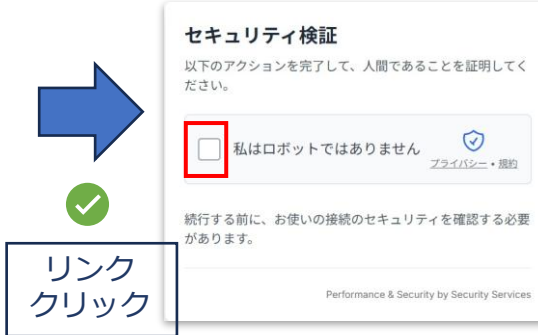 セキュリティ検証
以下のアクションを完了して、人間であることを証明してく
ださい。
私はロボットではありません
プライバシー • 規約
続行する前に、お使いの接続のセキュリティを確認する必要
があります。
リンク
クリック
Performance & Security by Security Services